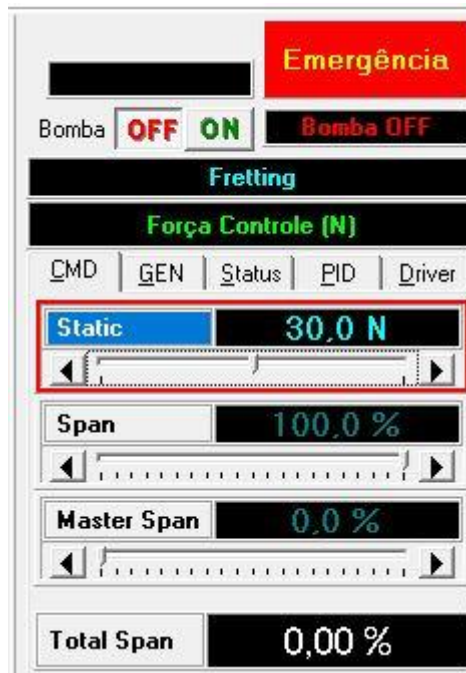 Emergência
Bomba OFF ON Bomba OFF
Fretting
Força Controle (N)
CMD GEN Status PID Driver
Static 30,0 N
Span 100,0 %
Master Span 0,0 %
Total Span 0,00 %